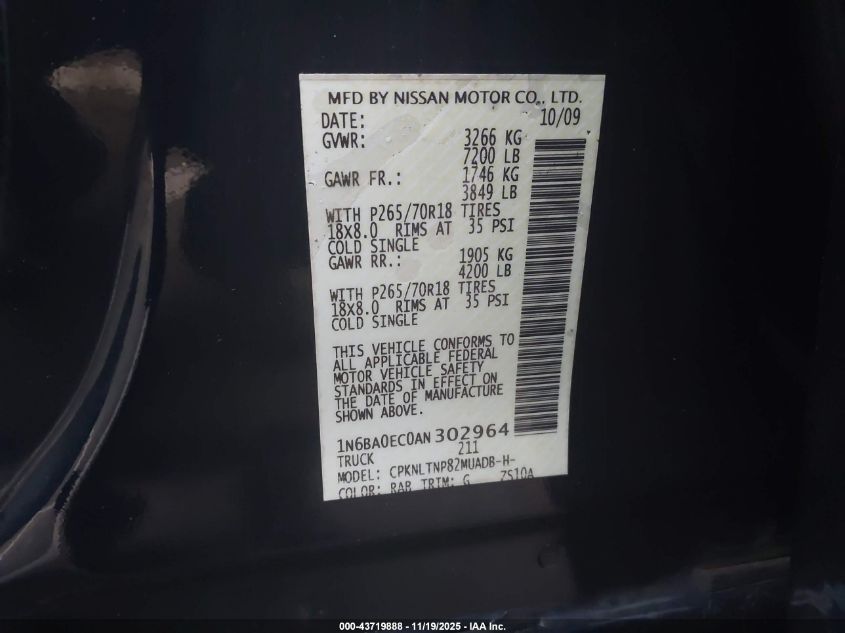 MFD BY NISSAN MOTOR CO., LTD.
DATE: 10/09
GVWR: 3266 KG
7200 LB
GAWR FR.: 1746 KG
3849 LB
WITH P265/70R18 TIRES
18X8.0 RIMS AT 35 PSI
COLD SINGLE
GAWR RR.: 1905 KG
4200 LB
WITH P265/70R18 TIRES
18X8.0 RIMS AT 35 PSI
COLD SINGLE
THIS VEHICLE CONFORMS TO
ALL APPLICABLE FEDERAL
MOTOR VEHICLE SAFETY
STANDARDS IN EFFECT ON
THE DATE OF MANUFACTURE
SHOWN ABOVE.
1N6BA0EC0AN 302964
TRUCK 211
MODEL: CPKNLTNP82MUADB-H-
COLOR: RAB TRIM: G ZS10A
000-43719888 - 11/19/2025 - IAA Inc.